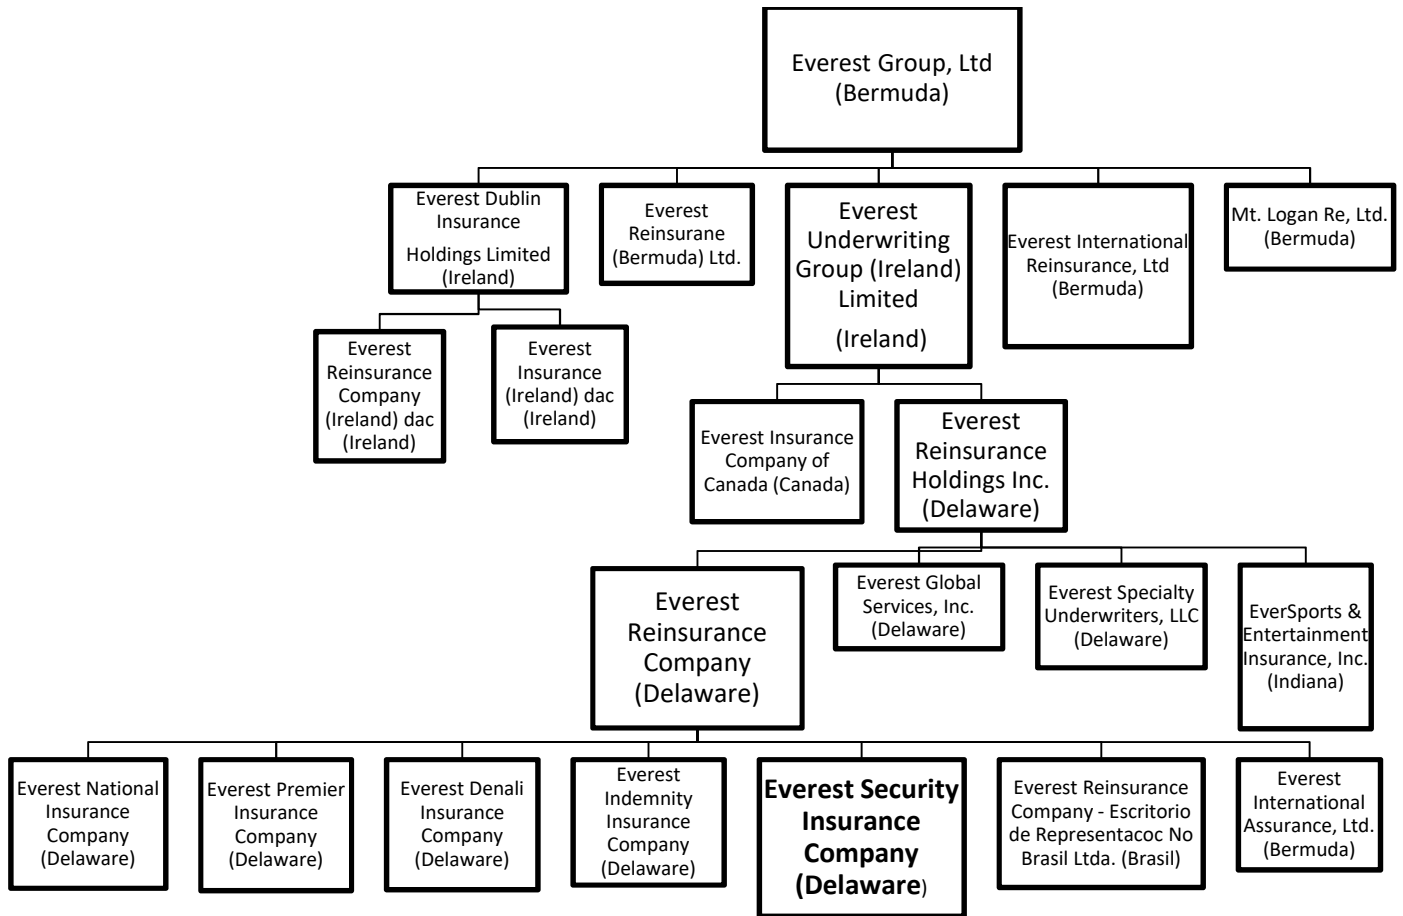 Everest Group, Ltd
(Bermuda)
Everest Dublin
Insurance
Holdings Limited
(Ireland)
Everest
Reinsurane
(Bermuda) Ltd.
Everest
Underwriting
Group (Ireland)
Limited
(Ireland)
Everest International
Reinsurance, Ltd
(Bermuda)
Mt. Logan Re, Ltd.
(Bermuda)
Everest
Reinsurance
Company
(Ireland) dac
(Ireland)
Everest
Insurance
(Ireland) dac
(Ireland)
Everest Insurance
Company of
Canada (Canada)
Everest
Reinsurance
Holdings Inc.
(Delaware)
Everest
Reinsurance
Company
(Delaware)
Everest Global
Services, Inc.
(Delaware)
Everest Specialty
Underwriters, LLC
(Delaware)
EverSports &
Entertainment
Insurance, Inc.
(Indiana)
Everest National
Insurance
Company
(Delaware)
Everest Premier
Insurance
Company
(Delaware)
Everest Denali
Insurance
Company
(Delaware)
Everest
Indemnity
Insurance
Company
(Delaware)
Everest Security
Insurance
Company
(Delaware)
Everest Reinsurance
Company - Escritorio
de Representacoc No
Brasil Ltda. (Brasil)
Everest
International
Assurance, Ltd.
(Bermuda)